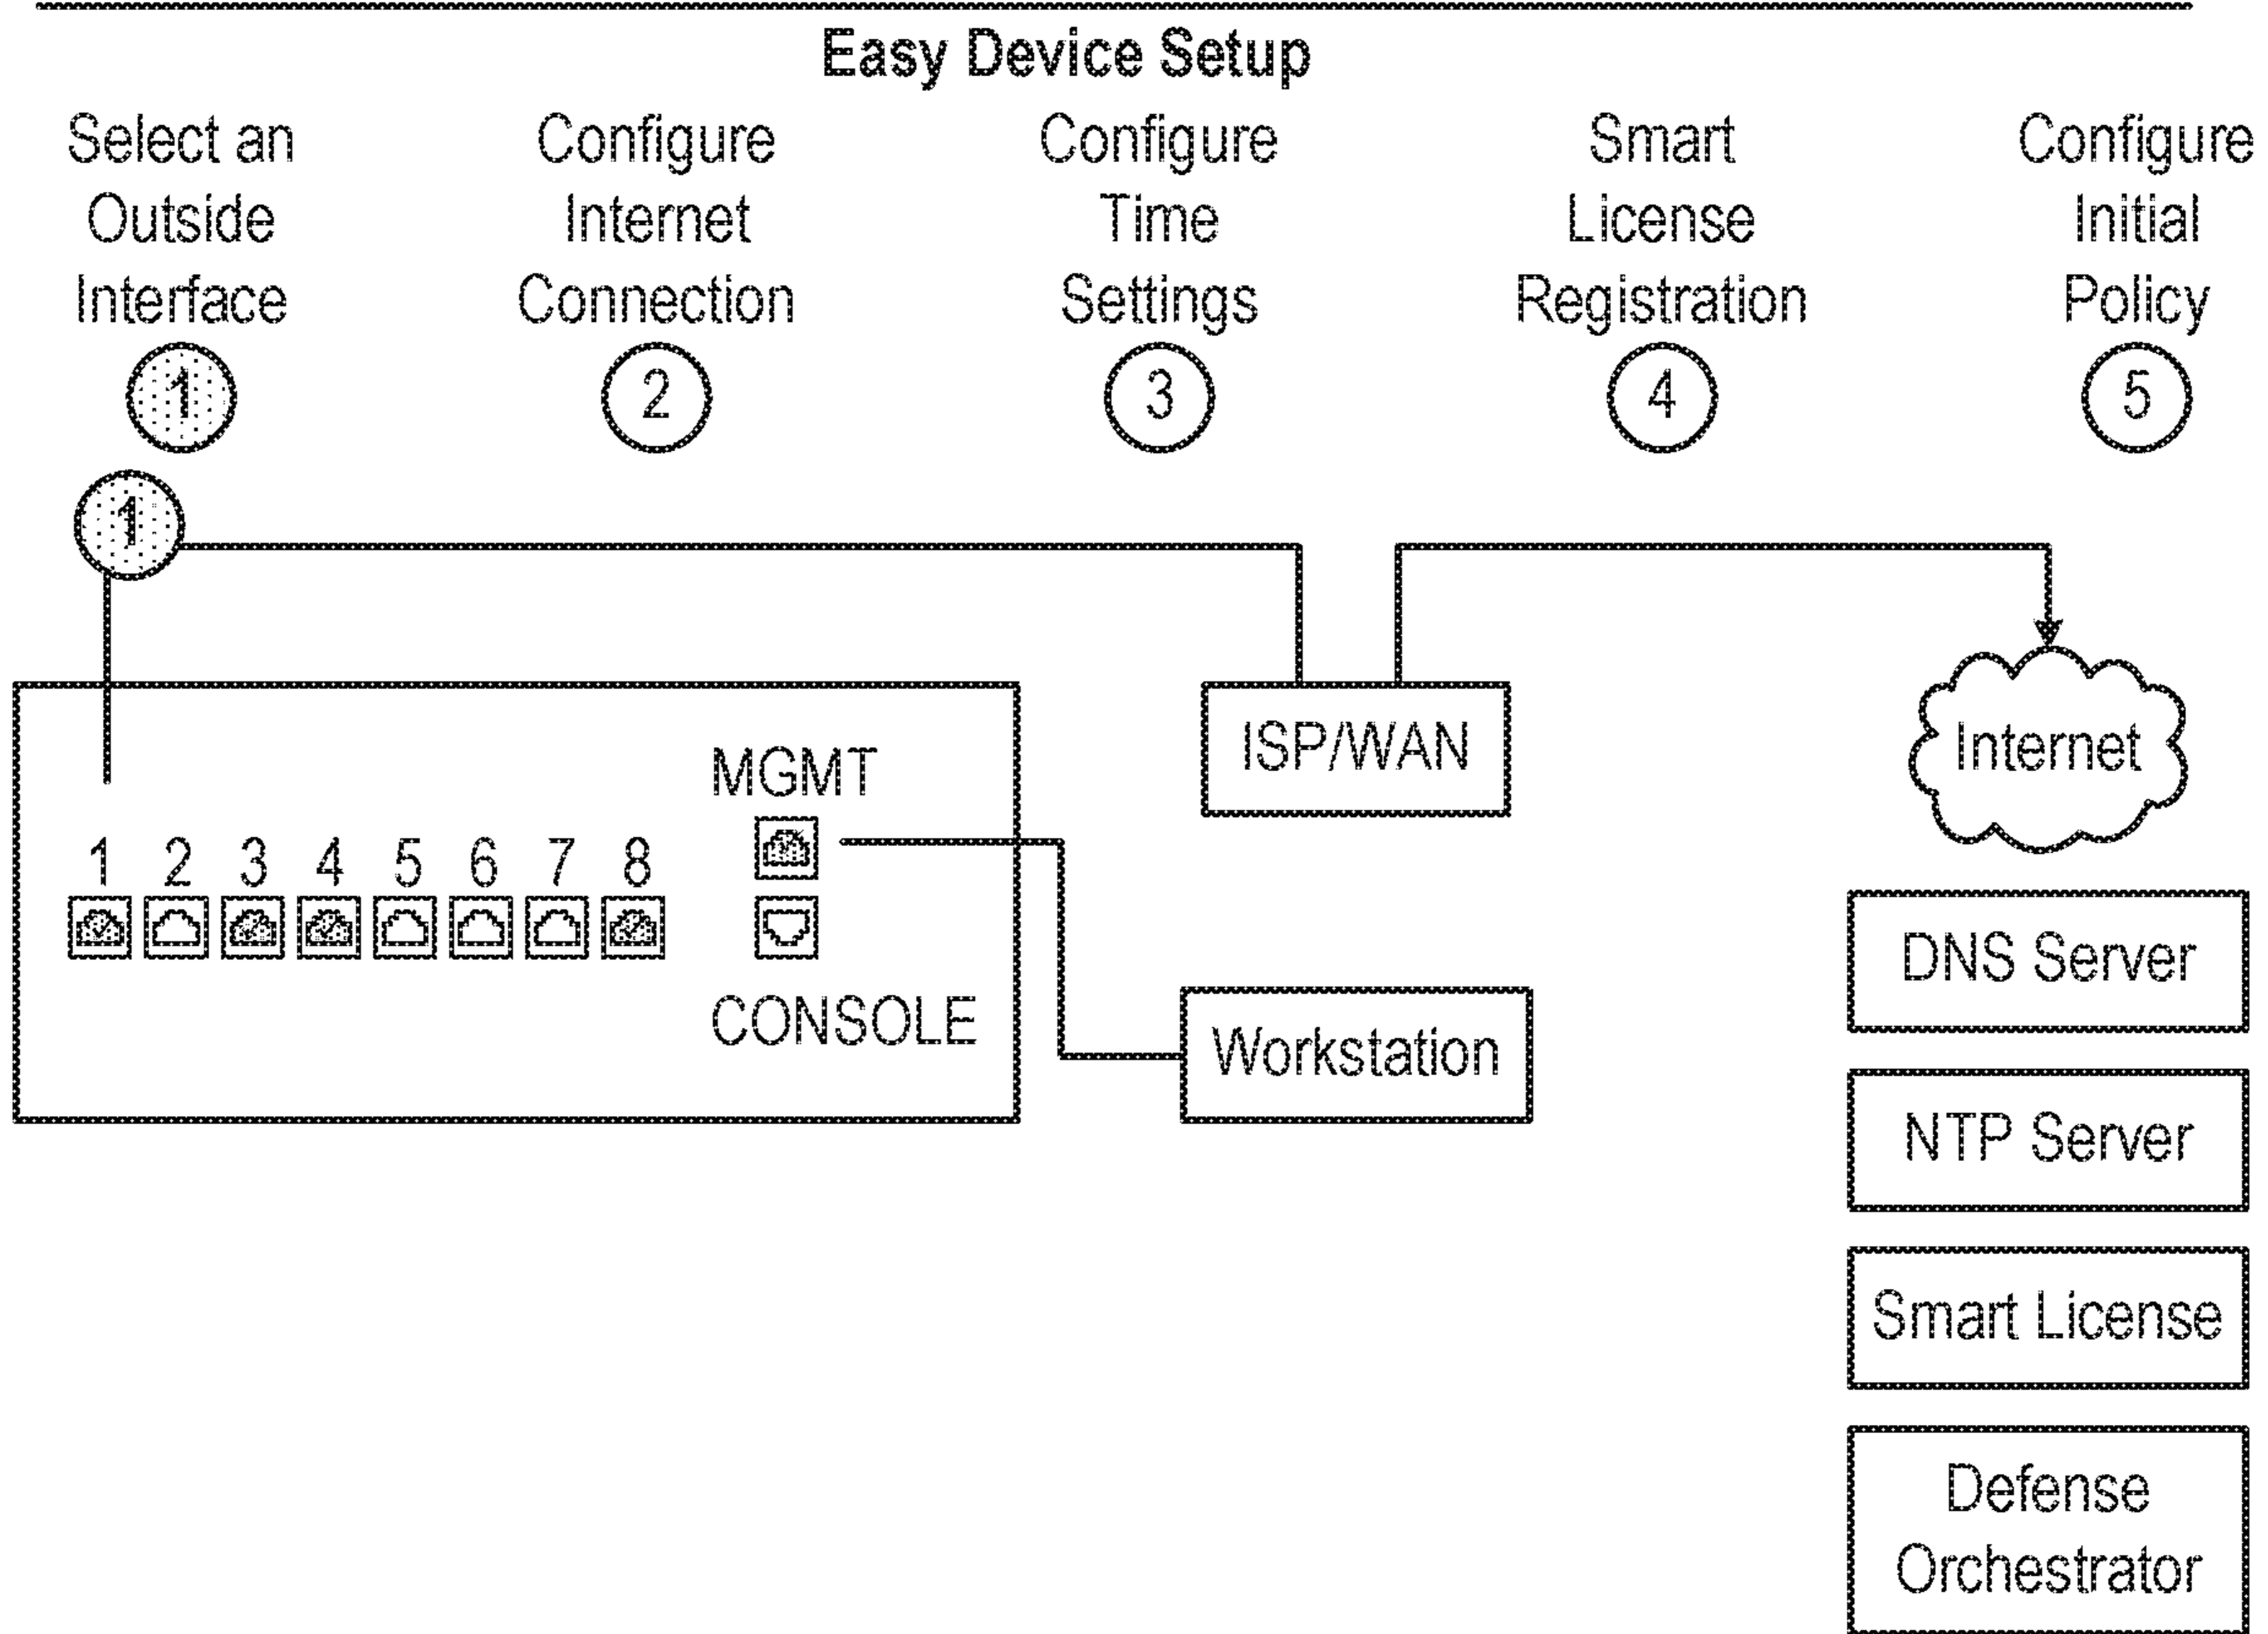 Easy Device Setup
Select an
Outside
Interface
1
Configure
Internet
Connection
2
Configure
Time
Settings
3
Smart
License
Registration
4
Configure
Initial
Policy
5
1
MGMT
1 2 3 4 5 6 7 8
CONSOLE
ISP/WAN
Workstation
Internet
DNS Server
NTP Server
Smart License
Defense
Orchestrator